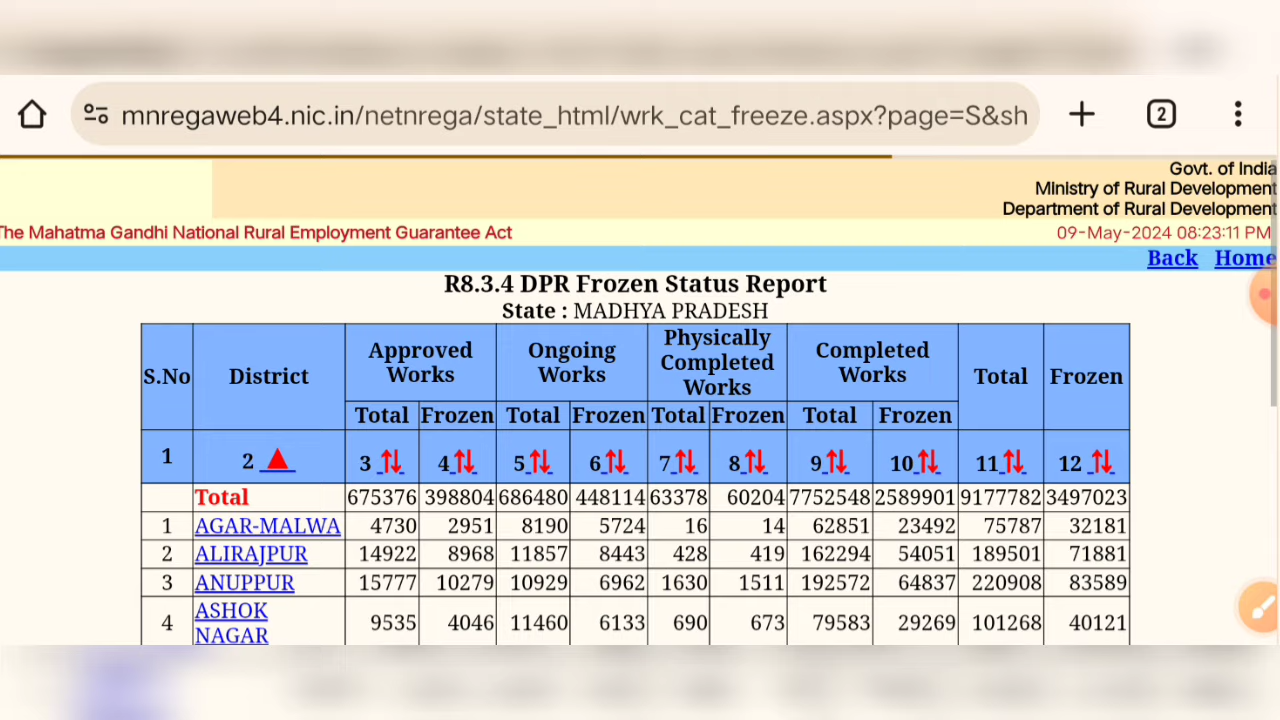 mnregaweb4.nic.in/netnrega/state_html/wrk_cat_freeze.aspx?page=S&sh
2
Govt. of India
Ministry of Rural Development
Department of Rural Development
The Mahatma Gandhi National Rural Employment Guarantee Act
09-May-2024 08:23:11 PM
Back Home
R8.3.4 DPR Frozen Status Report
State : MADHYA PRADESH
S.No District Approved Works Ongoing Works Physically Completed Works Completed Works Total Frozen
Total Frozen Total Frozen Total Frozen Total Frozen
1 2 3 4 5 6 7 8 9 10 11 12
Total 675376 398804 686480 448114 63378 60204 7752548 2589901 9177782 3497023
1 AGAR-MALWA 4730 2951 8190 5724 16 14 62851 23492 75787 32181
2 ALIRAJPUR 14922 8968 11857 8443 428 419 162294 54051 189501 71881
3 ANUPPUR 15777 10279 10929 6962 1630 1511 192572 64837 220908 83589
4 ASHOK NAGAR 9535 4046 11460 6133 690 673 79583 29269 101268 40121